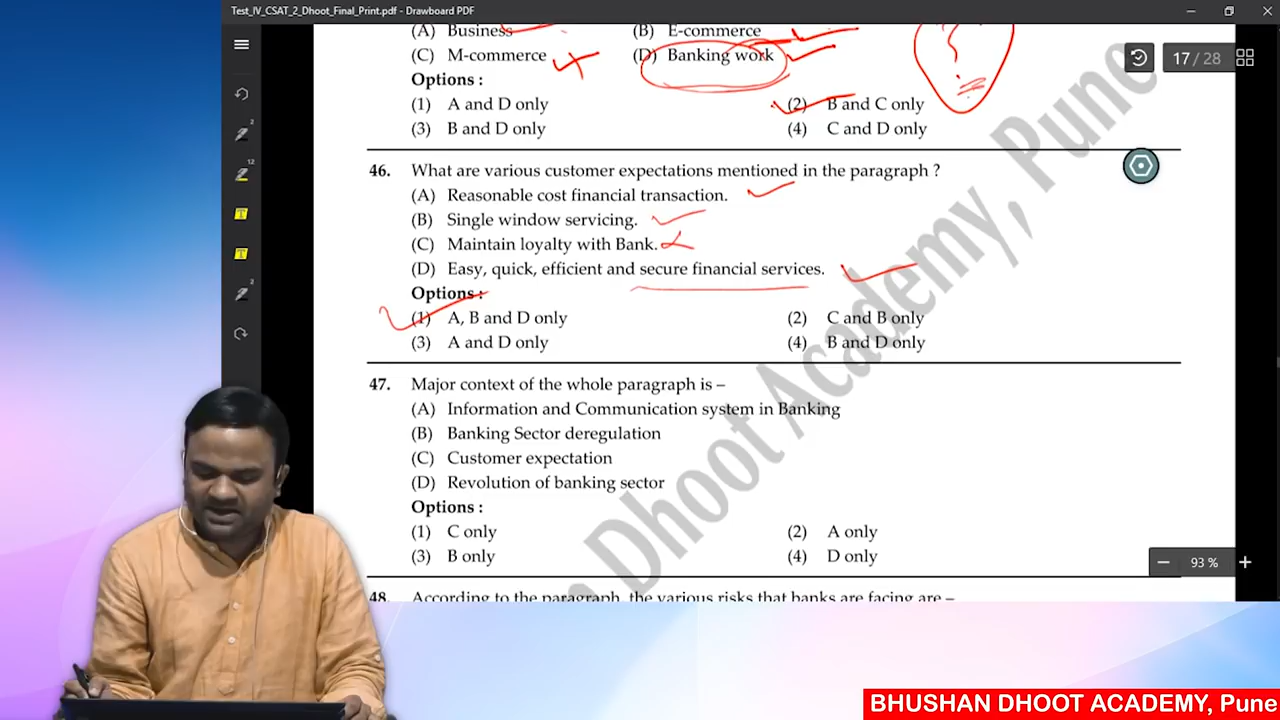 Test_IV_CSAT_2_Dhoot_Final_Print.pdf - Drawboard PDF
(A) Business (B) E-commerce
(C) M-commerce (D) Banking work
Options :
(1) A and D only (2) B and C only
(3) B and D only (4) C and D only
17 / 28
46. What are various customer expectations mentioned in the paragraph ?
(A) Reasonable cost financial transaction.
(B) Single window servicing.
(C) Maintain loyalty with Bank.
(D) Easy, quick, efficient and secure financial services.
Options :
(1) A, B and D only (2) C and B only
(3) A and D only (4) B and D only
47. Major context of the whole paragraph is –
(A) Information and Communication system in Banking
(B) Banking Sector deregulation
(C) Customer expectation
(D) Revolution of banking sector
Options :
(1) C only (2) A only
(3) B only (4) D only
93 %
48. According to the paragraph, the various risks that banks are facing are –
Dhoot Academy, Pune
2
12
T
T
2
?
BHUSHAN DHOOT ACADEMY, Pune